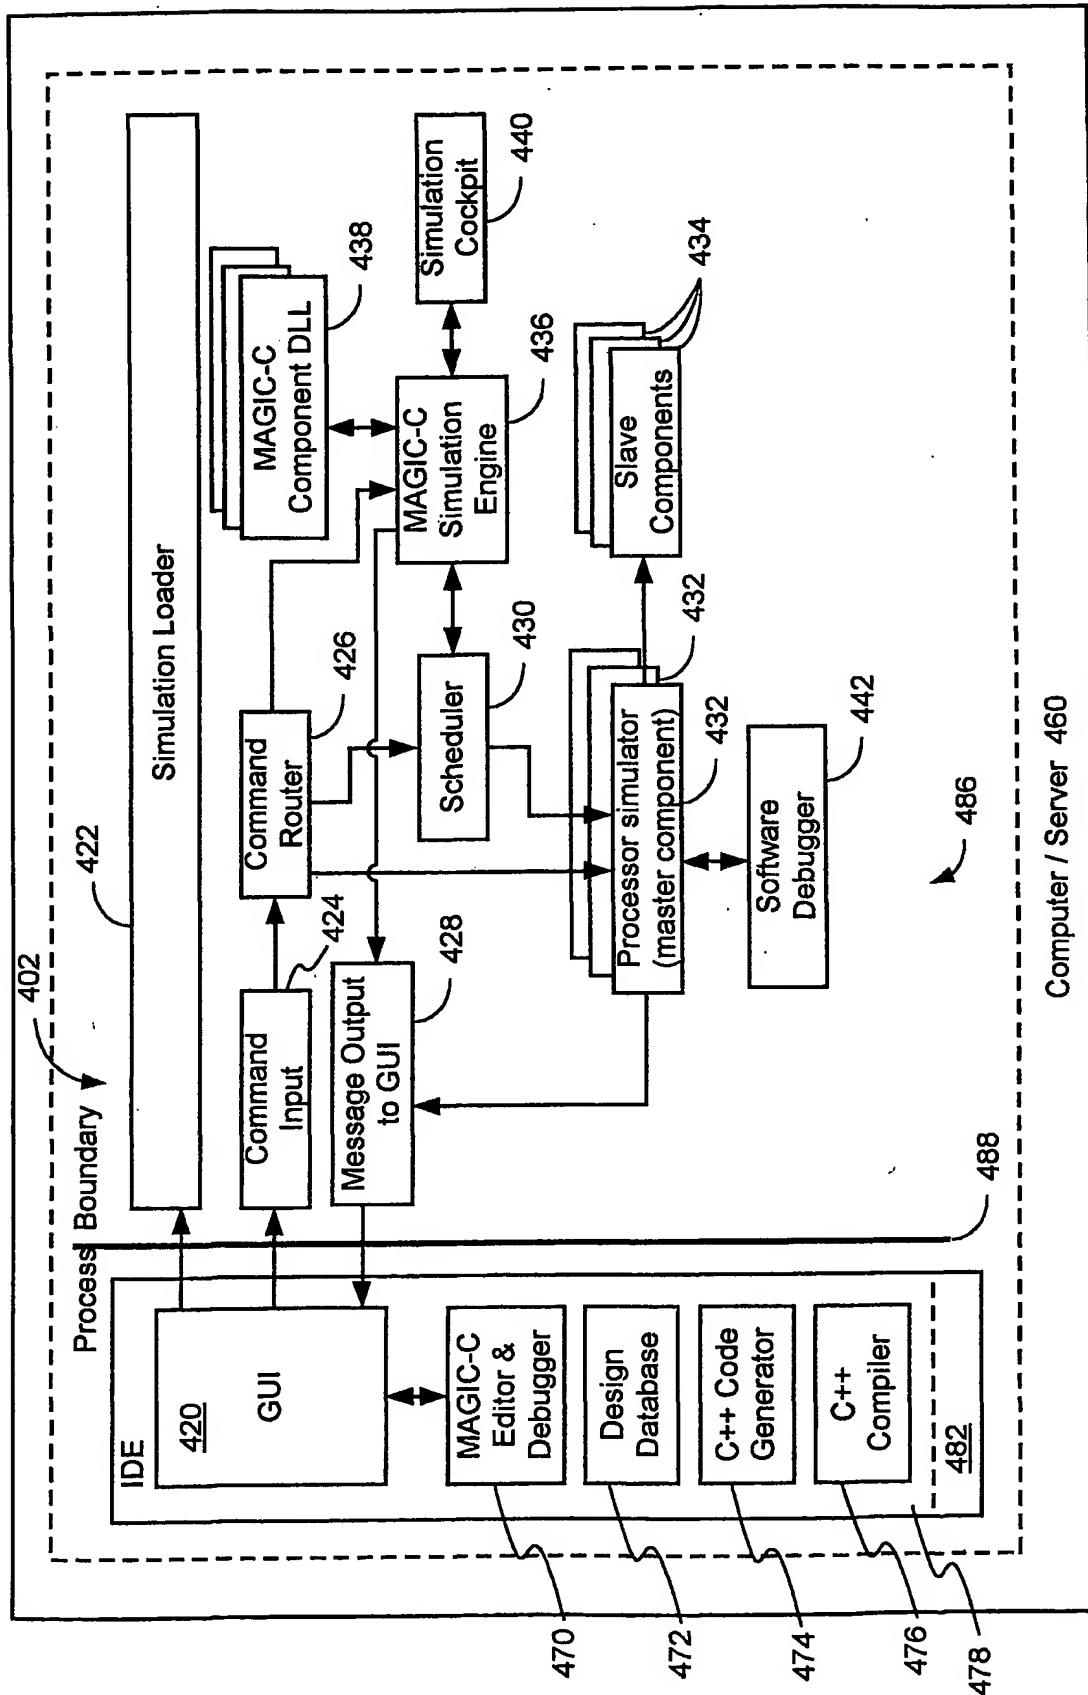 402
Process Boundary
422
Simulation Loader
IDE
420
GUI
Command
Input
424
Command
Router
426
MAGIC-C
Component DLL
438
Message Output
to GUI
428
Scheduler
430
MAGIC-C
Simulation
Engine
436
Simulation
Cockpit
440
MAGIC-C
Editor &
Debugger
Design
Database
C++ Code
Generator
C++
Compiler
482
Processor simulator
(master component)
432
432
Slave
Components
434
Software
Debugger
442
486
488
470
472
474
476
478
Computer / Server 460